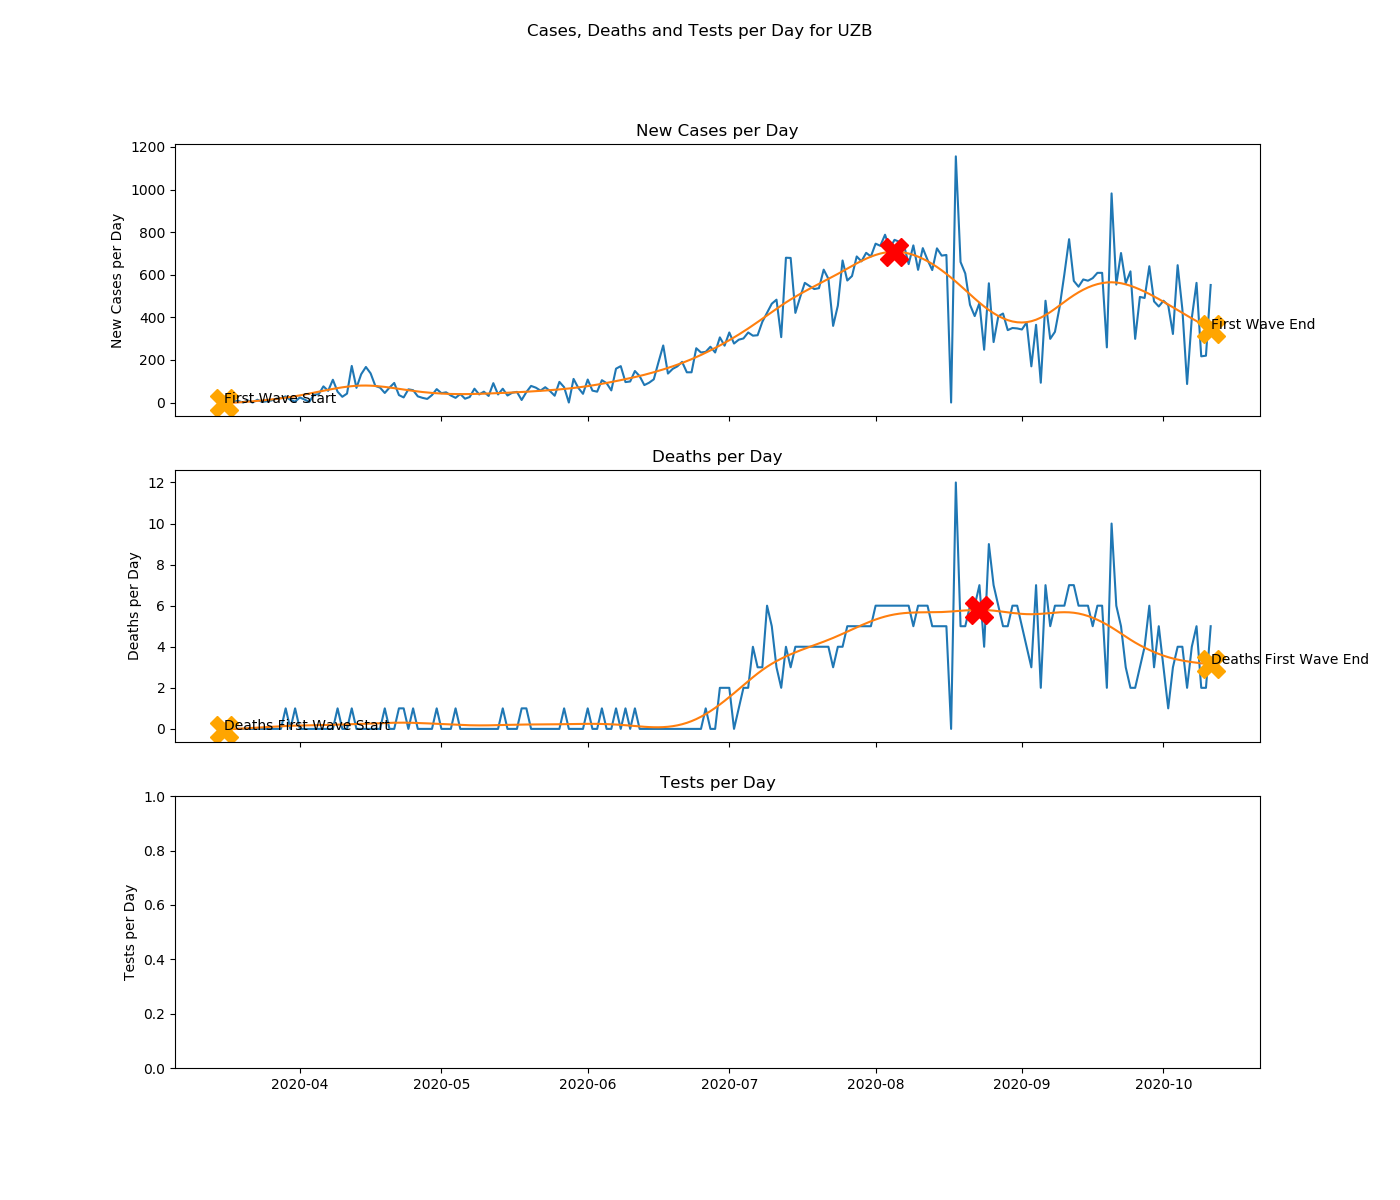 Cases, Deaths and Tests per Day for UZB
New Cases per Day
New Cases per Day
1200
1000
800
600
400
200
0
First Wave Start
First Wave End
Deaths per Day
Deaths per Day
12
10
8
6
4
2
0
Deaths First Wave Start
Deaths First Wave End
Tests per Day
Tests per Day
1.0
0.8
0.6
0.4
0.2
0.0
2020-04 2020-05 2020-06 2020-07 2020-08 2020-09 2020-10